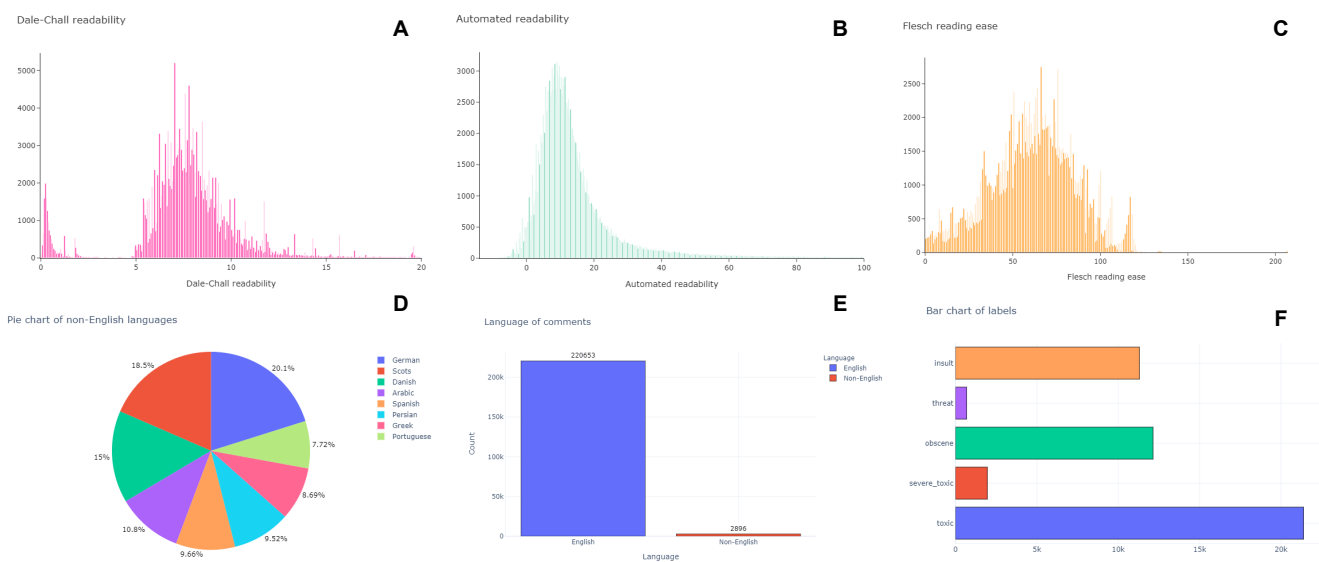 Dale-Chall readability
A
5000
4000
3000
2000
1000
0
0
5
10
15
20
Dale-Chall readability
Automated readability
B
3000
2500
2000
1500
1000
500
0
0
20
40
60
80
100
Automated readability
Flesch reading ease
C
2500
2000
1500
1000
500
0
0
50
100
150
200
Flesch reading ease
Pie chart of non-English languages
D
18.5%
20.1%
15%
7.72%
8.69%
10.8%
9.52%
9.66%
German
Scots
Danish
Arabic
Spanish
Persian
Greek
Portuguese
Language of comments
E
220653
2896
200k
150k
100k
50k
0
Count
English
Non-English
Language
Language
English
Non-English
Bar chart of labels
F
insult
threat
obscene
severe_toxic
toxic
0
5k
10k
15k
20k